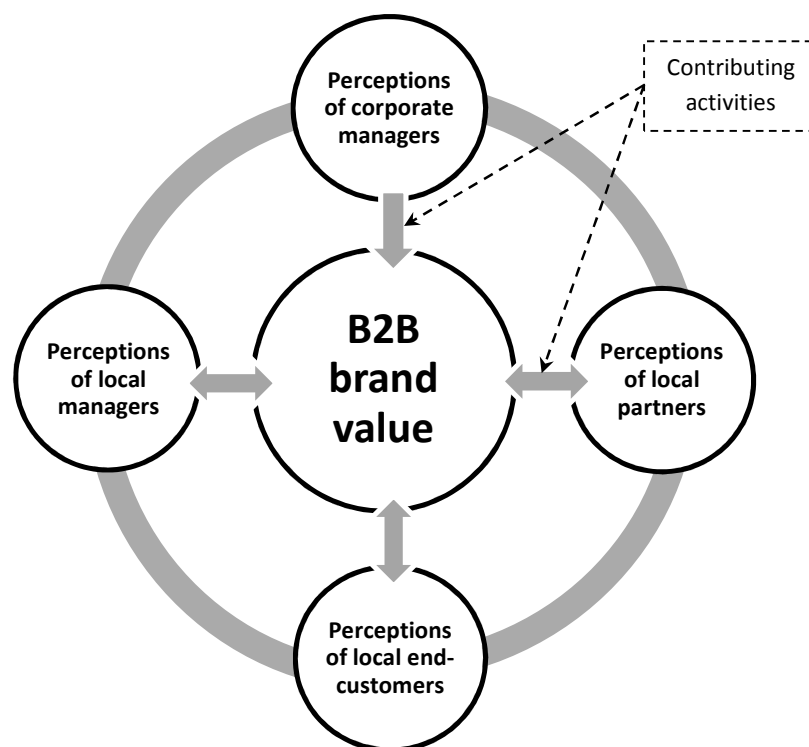 Perceptions
of corporate
managers
Contributing
activities
B2B
brand
value
Perceptions
of local
managers
Perceptions
of local
partners
Perceptions
of local end-
customers